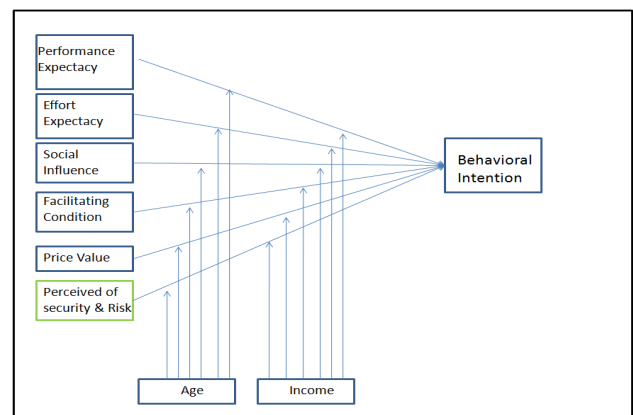 Performance
Expectacy
Effort
Expectacy
Social
Influence
Facilitating
Condition
Price Value
Perceived of
security & Risk
Behavioral
Intention
Age
Income